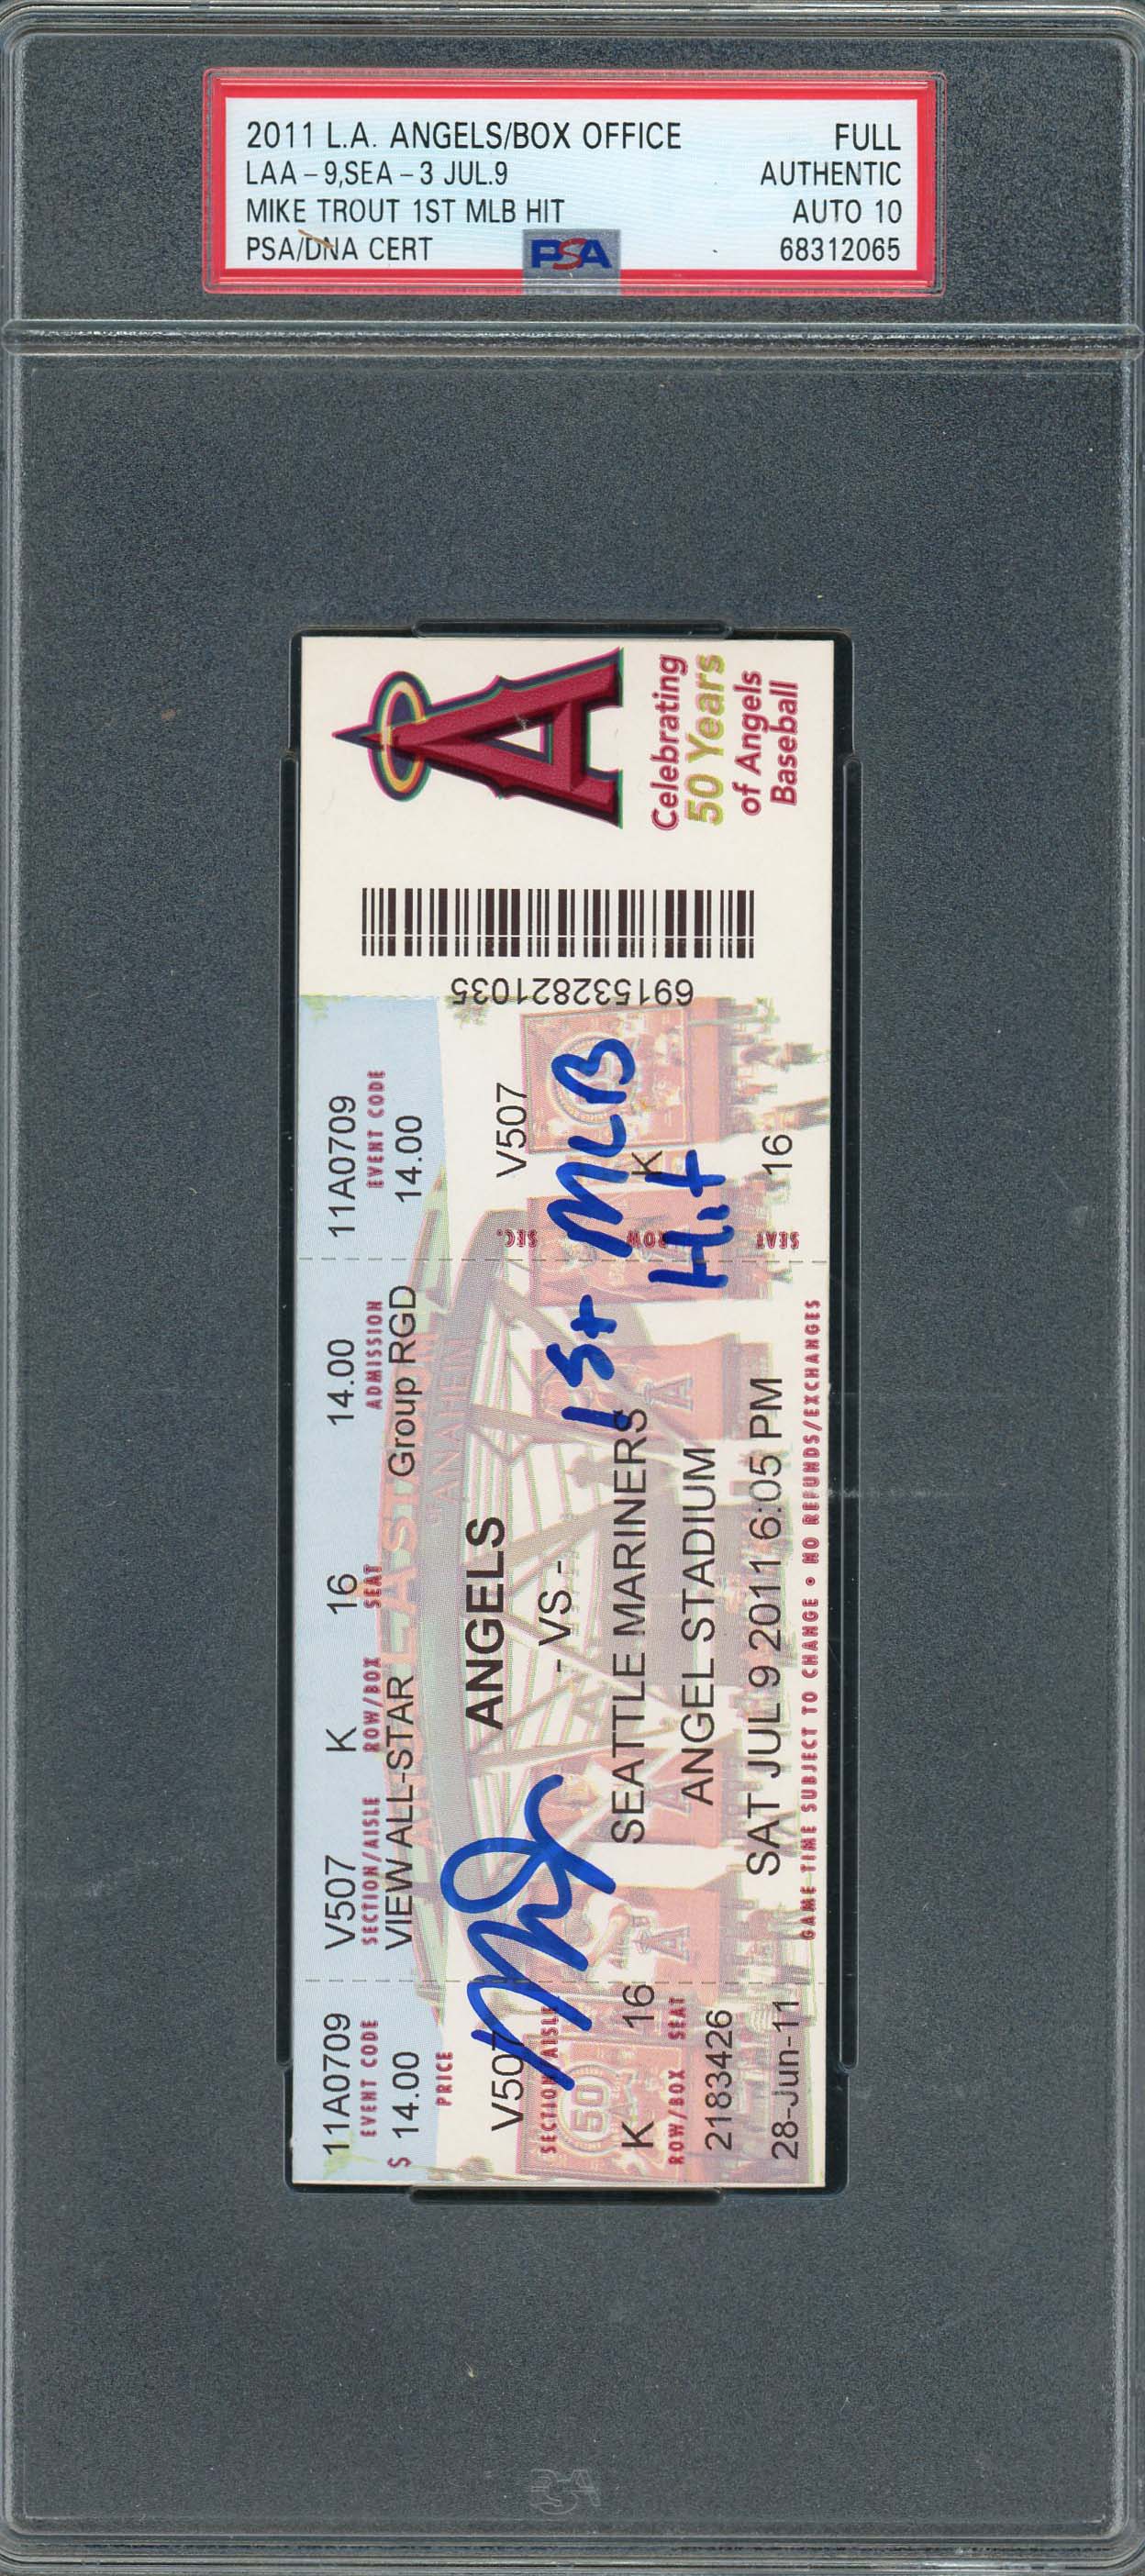 2011 L.A. ANGELS/BOX OFFICE FULL
LAA-9,SEA-3 JUL.9 AUTHENTIC
MIKE TROUT 1ST MLB HIT AUTO 10
PSA/DNA CERT PSA 68312065
11A0709 V507 K 16 14.00 11A0709
EVENT CODE SECTION/AISLE ROW/BOX SEAT ADMISSION EVENT CODE
$ 14.00 VIEW ALL-STAR Group RGD 14.00
PRICE
V507 ANGELS V507
SECTION/AISLE - VS - SEC.
1st MLB
Hit
K 16 SEATTLE MARINERS K
ROW/BOX SEAT ANGEL STADIUM ROW
2183426
28-Jun-11 SAT JUL 9 2011 6:05 PM 16
SEAT
GAME TIME SUBJECT TO CHANGE • NO REFUNDS/EXCHANGES
50
691532821035
A
Celebrating
50 Years
of Angels
Baseball